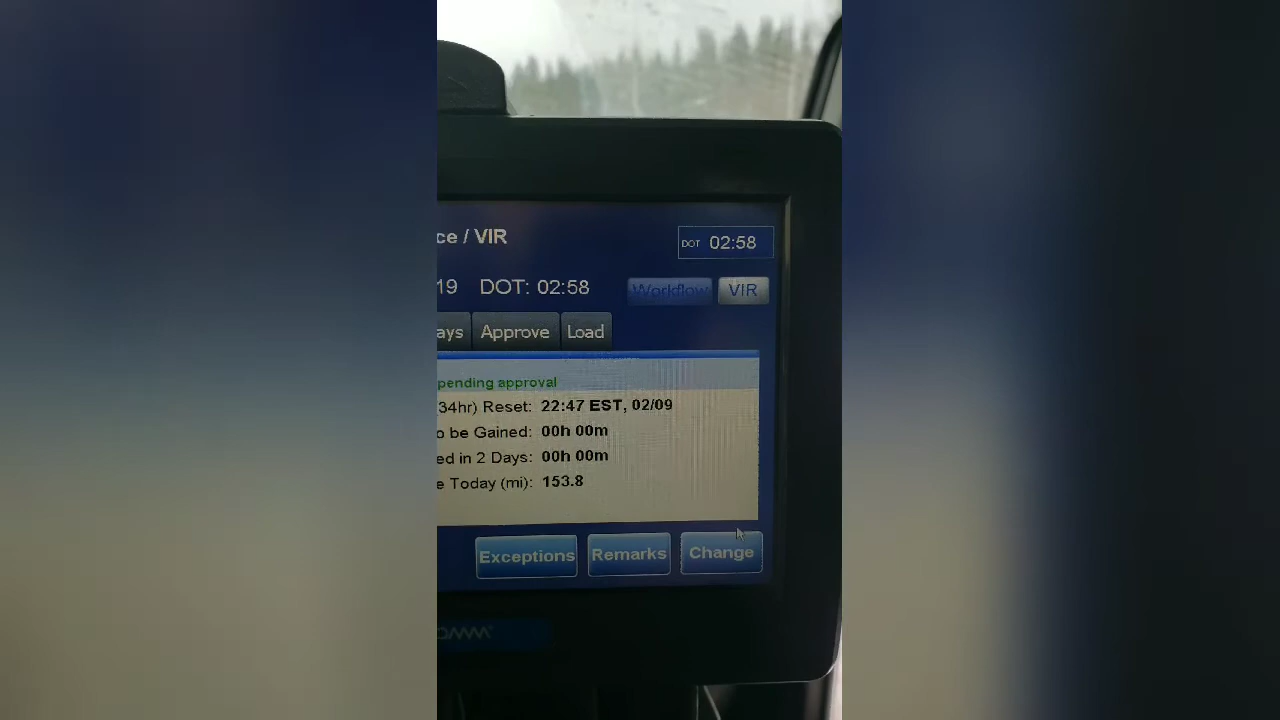 ce / VIR
DOT 02:58
19 DOT: 02:58 Workflow VIR
ays Approve Load
pending approval
(34hr) Reset: 22:47 EST, 02/09
o be Gained: 00h 00m
ed in 2 Days: 00h 00m
e Today (mi): 153.8
Exceptions Remarks Change
OMM